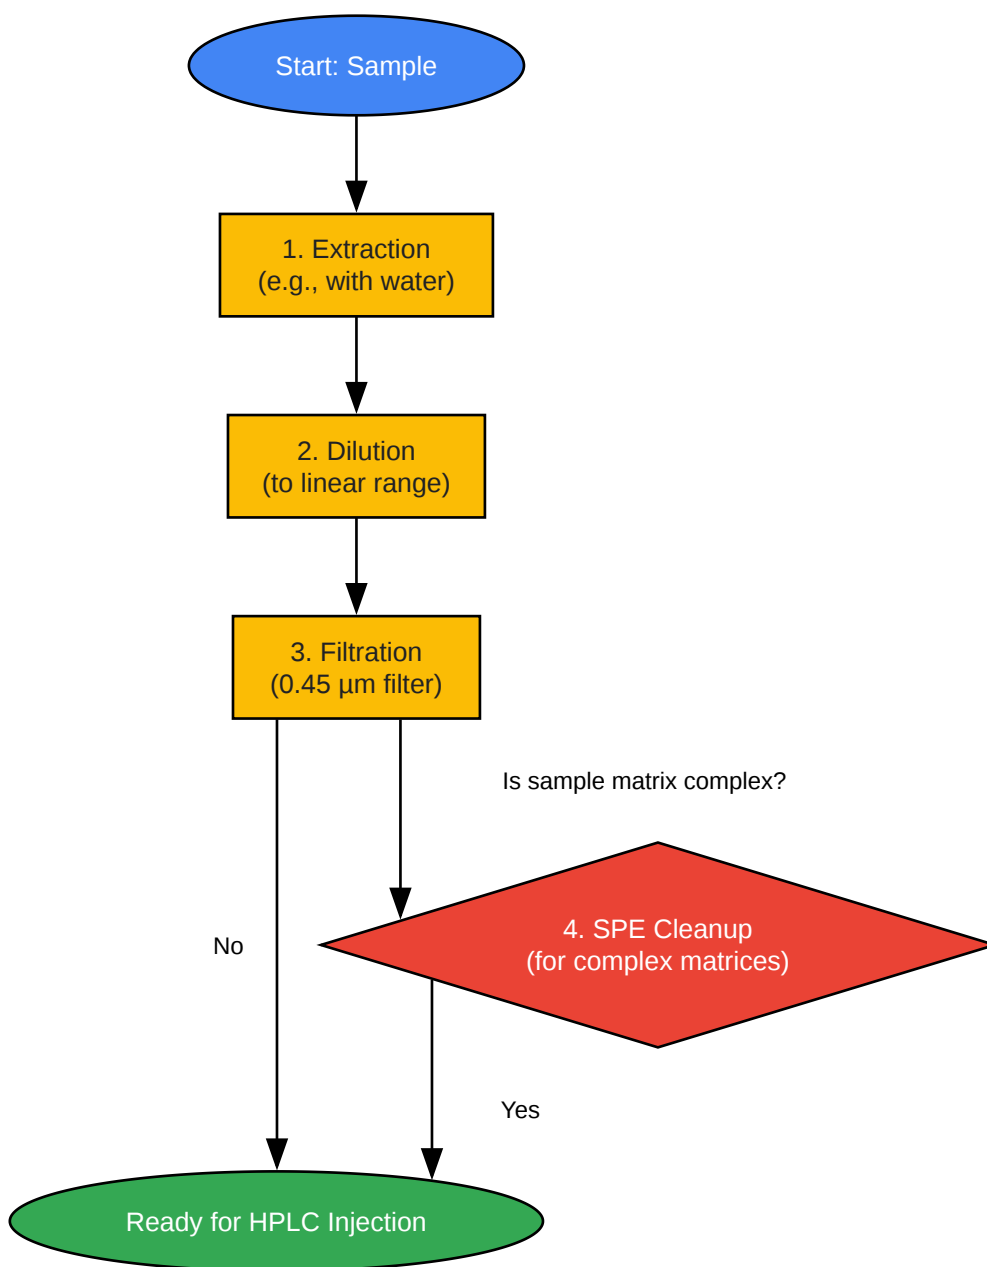 Start: Sample
1. Extraction
(e.g., with water)
2. Dilution
(to linear range)
3. Filtration
(0.45 µm filter)
Is sample matrix complex?
4. SPE Cleanup
(for complex matrices)
No
Yes
Ready for HPLC Injection